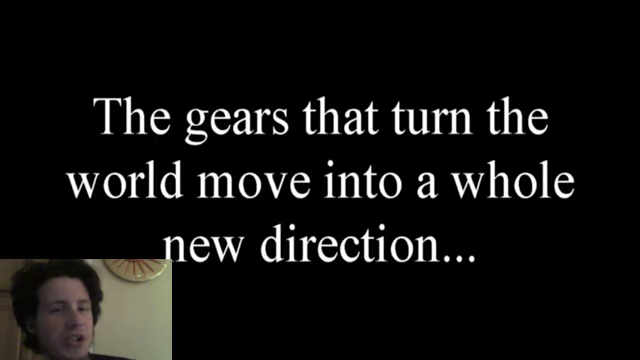 The gears that turn the
world move into a whole
new direction...